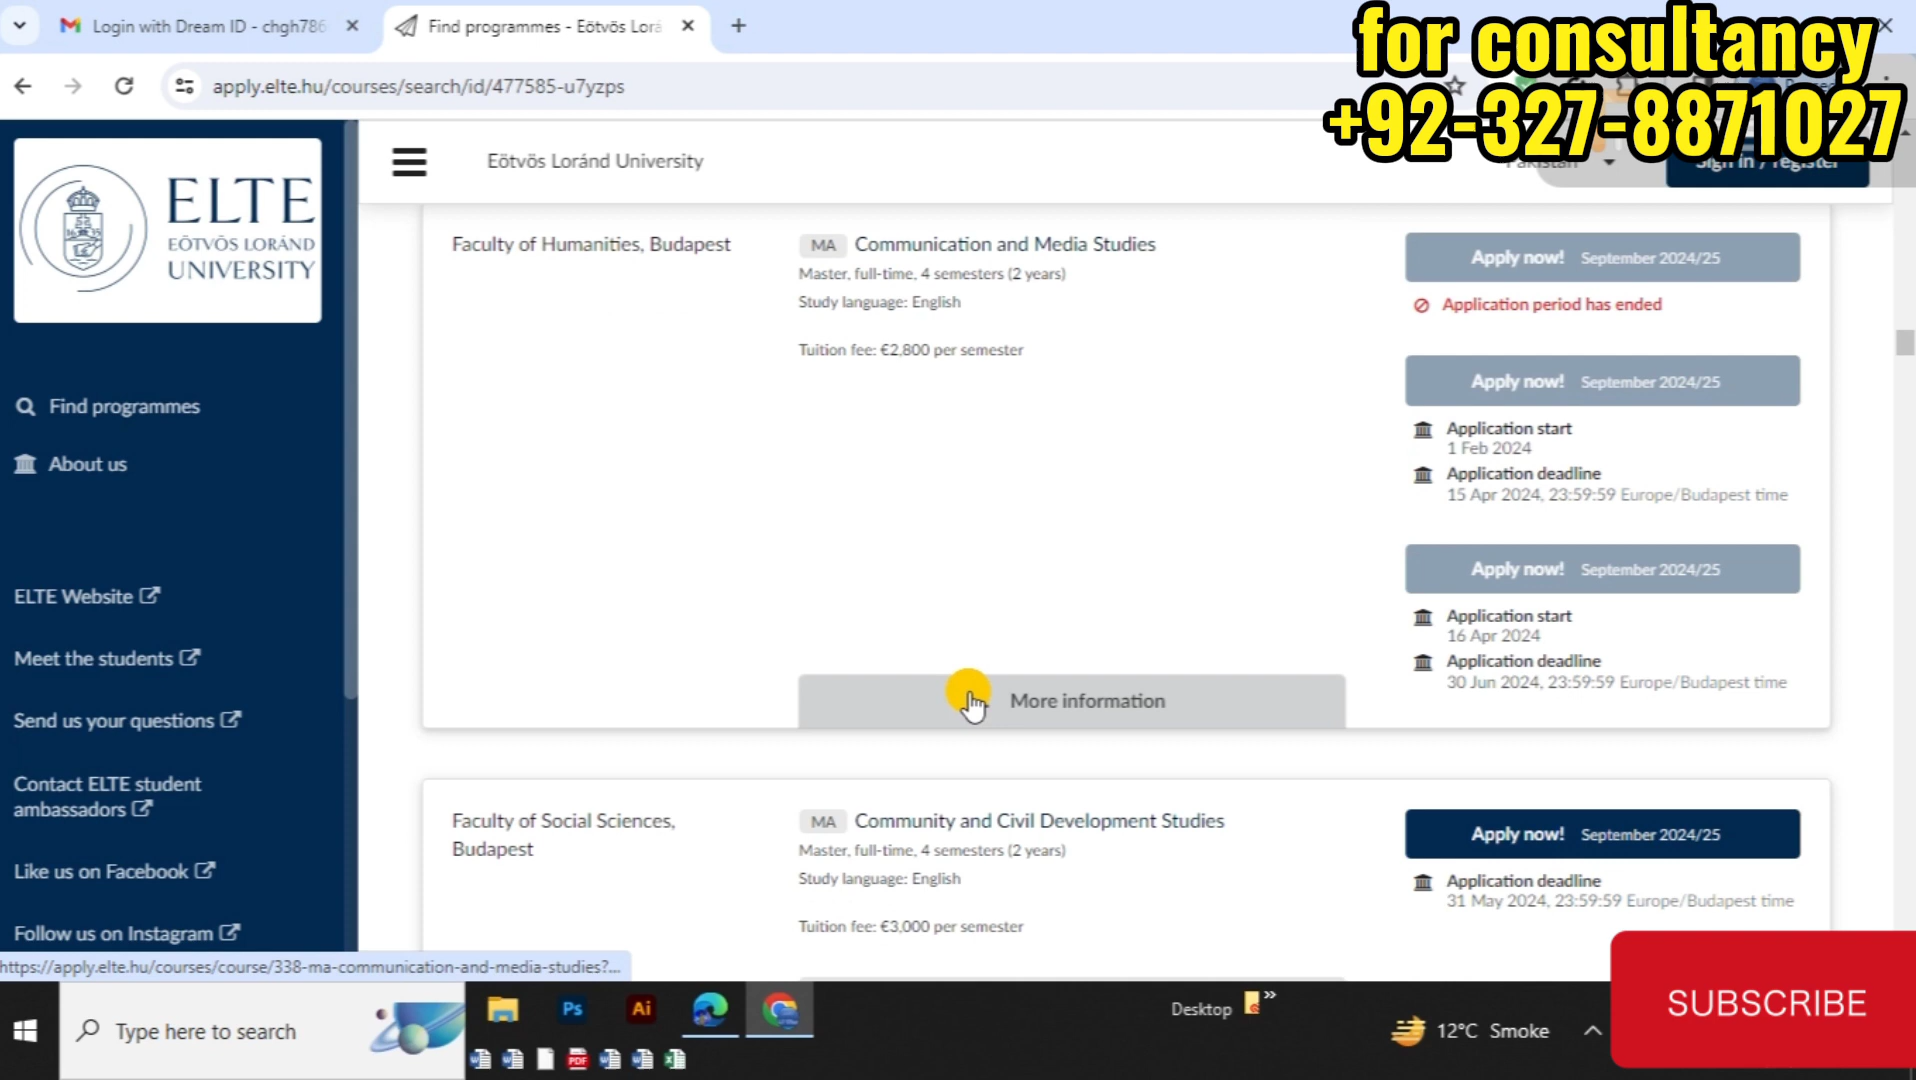 Login with Dream ID - chgh786
Find programmes - Eötvös Lorá
for consultancy
+92-327-8871027
apply.elte.hu/courses/search/id/477585-u7yzps
ELTE
EÖTVÖS LORÁND
UNIVERSITY
Eötvös Loránd University
Pakistan
Sign in / register
Find programmes
About us
ELTE Website
Meet the students
Send us your questions
Contact ELTE student
ambassadors
Like us on Facebook
Follow us on Instagram
Faculty of Humanities, Budapest
MA Communication and Media Studies
Master, full-time, 4 semesters (2 years)
Study language: English
Tuition fee: €2,800 per semester
Apply now! September 2024/25
Application period has ended
Apply now! September 2024/25
Application start
1 Feb 2024
Application deadline
15 Apr 2024, 23:59:59 Europe/Budapest time
Apply now! September 2024/25
Application start
16 Apr 2024
Application deadline
30 Jun 2024, 23:59:59 Europe/Budapest time
More information
Faculty of Social Sciences,
Budapest
MA Community and Civil Development Studies
Master, full-time, 4 semesters (2 years)
Study language: English
Tuition fee: €3,000 per semester
Apply now! September 2024/25
Application deadline
31 May 2024, 23:59:59 Europe/Budapest time
https://apply.elte.hu/courses/course/338-ma-communication-and-media-studies?...
SUBSCRIBE
Type here to search
Ps
Ai
PDF
Desktop
12°C Smoke